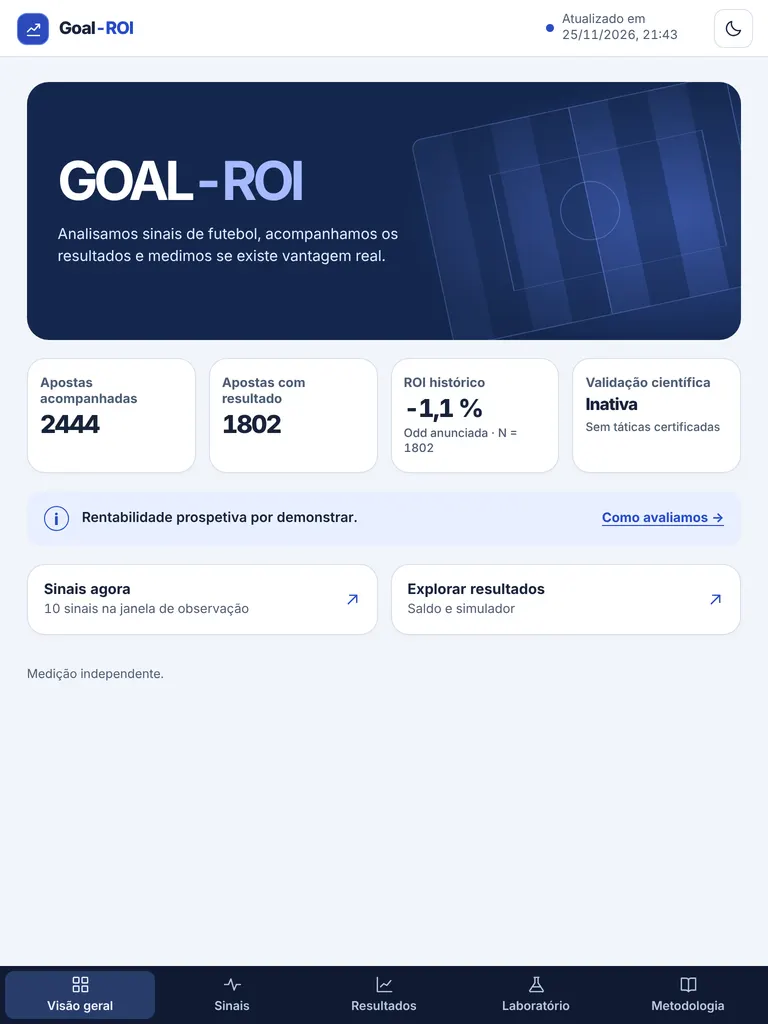 Goal-ROI
Atualizado em
25/11/2026, 21:43
GOAL-ROI
Analisamos sinais de futebol, acompanhamos os
resultados e medimos se existe vantagem real.
Apostas
acompanhadas
2444
Apostas com
resultado
1802
ROI histórico
-1,1 %
Odd anunciada · N =
1802
Validação científica
Inativa
Sem táticas certificadas
Rentabilidade prospetiva por demonstrar.
Como avaliamos →
Sinais agora
10 sinais na janela de observação
Explorar resultados
Saldo e simulador
Medição independente.
Visão geral
Sinais
Resultados
Laboratório
Metodologia